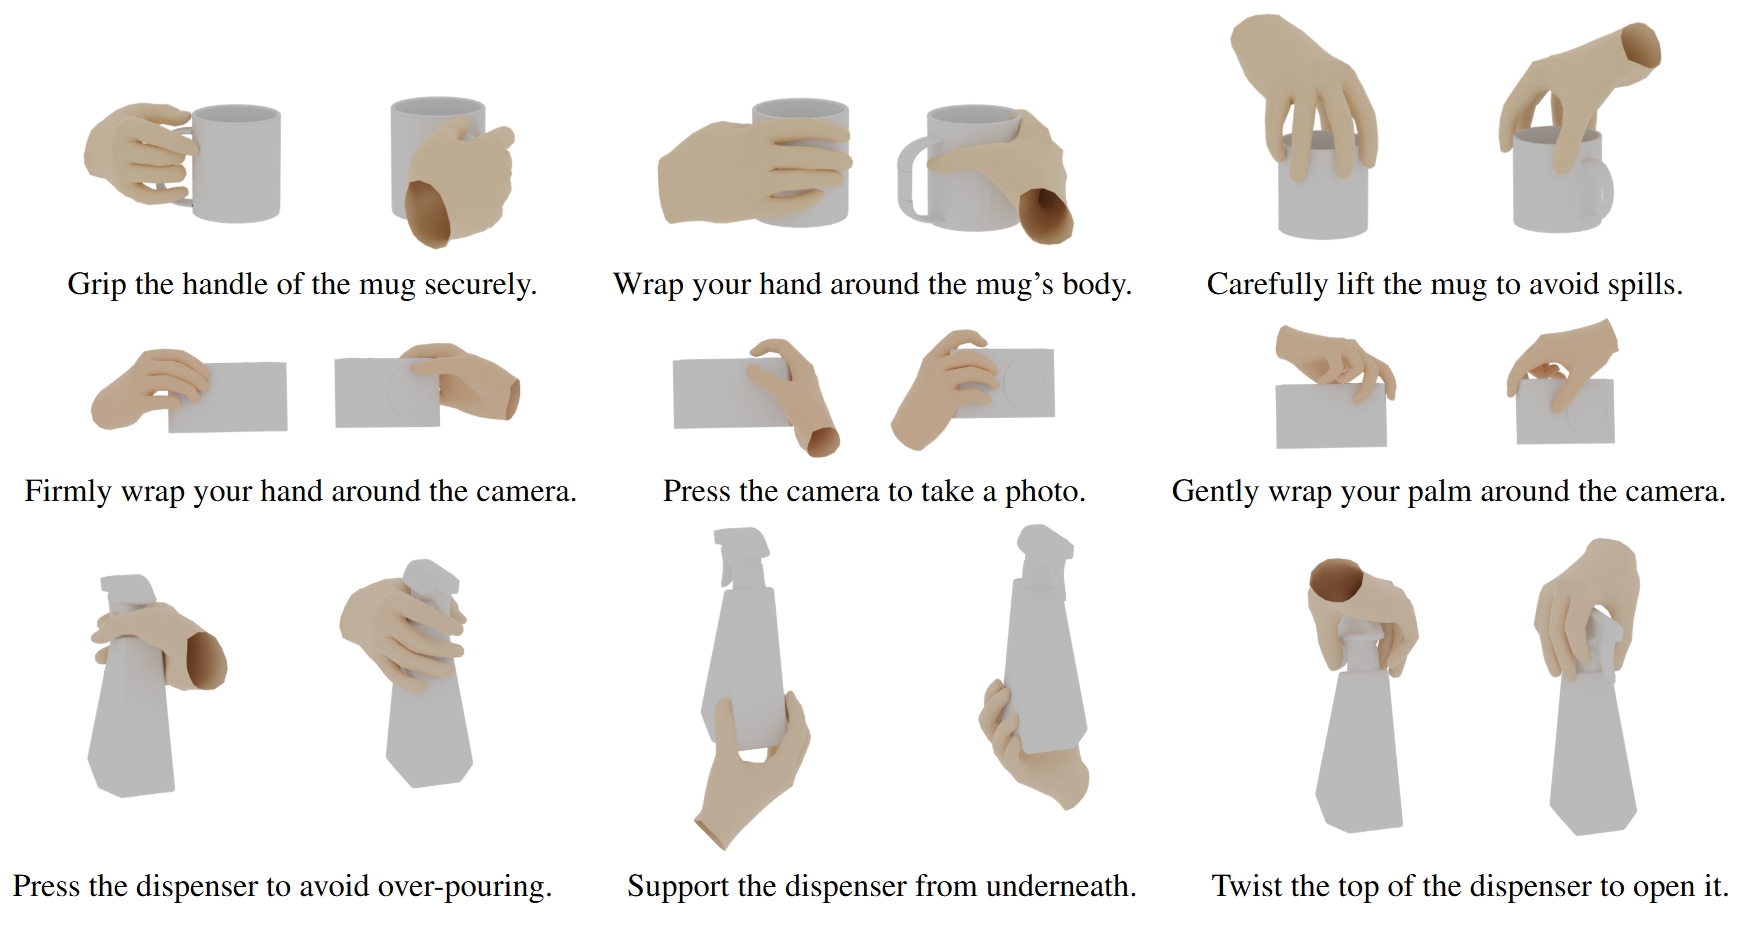 Grip the handle of the mug securely.
Wrap your hand around the mug’s body.
Carefully lift the mug to avoid spills.
Firmly wrap your hand around the camera.
Press the camera to take a photo.
Gently wrap your palm around the camera.
Press the dispenser to avoid over-pouring.
Support the dispenser from underneath.
Twist the top of the dispenser to open it.